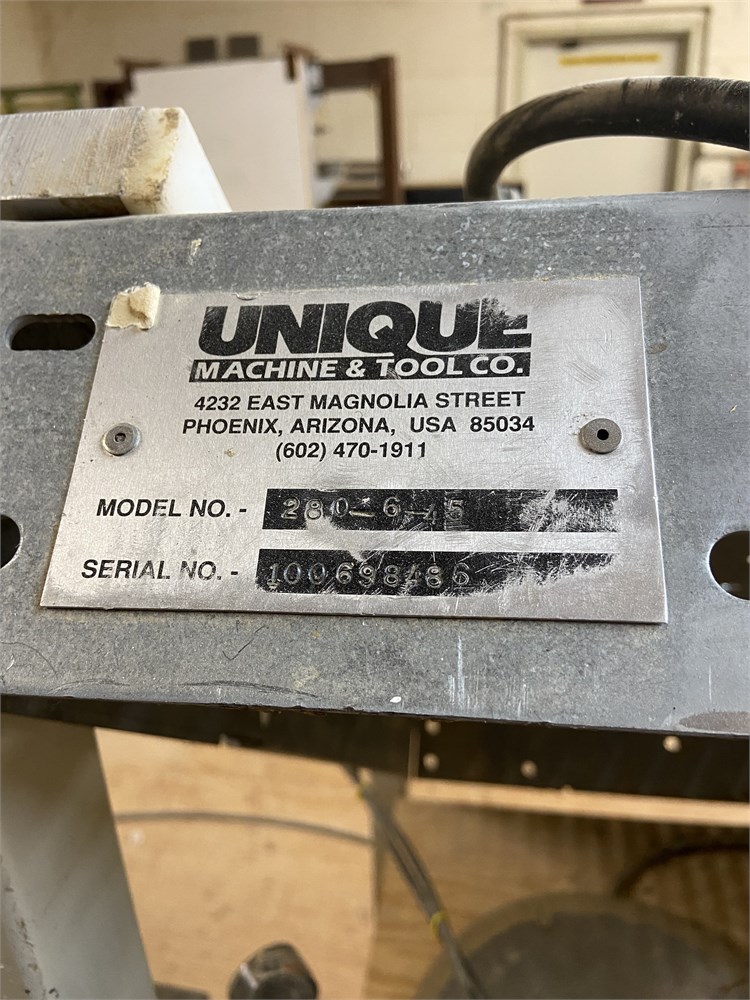 UNIQUE
MACHINE & TOOL CO.
4232 EAST MAGNOLIA STREET
PHOENIX, ARIZONA, USA 85034
(602) 470-1911
MODEL NO. - 280-6-45
SERIAL NO. -